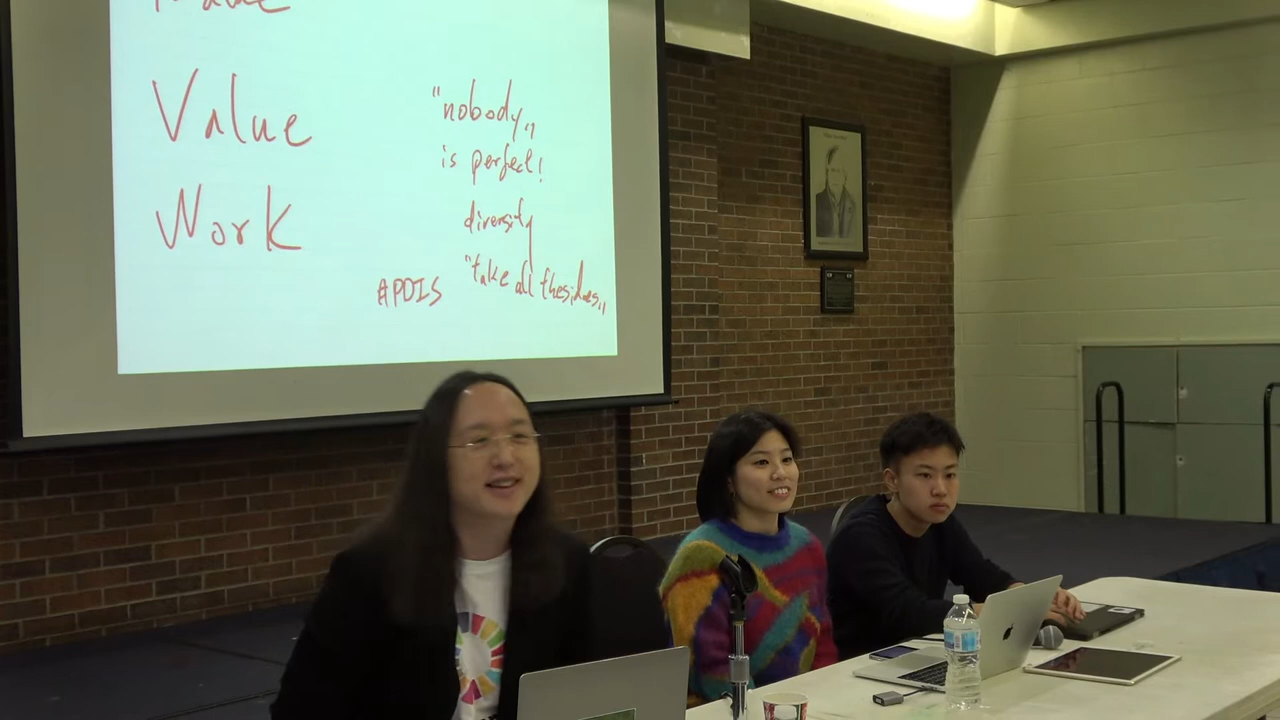 Value
Work
"nobody„
is perfect!
diversity
"take all the sides„
#PDIS